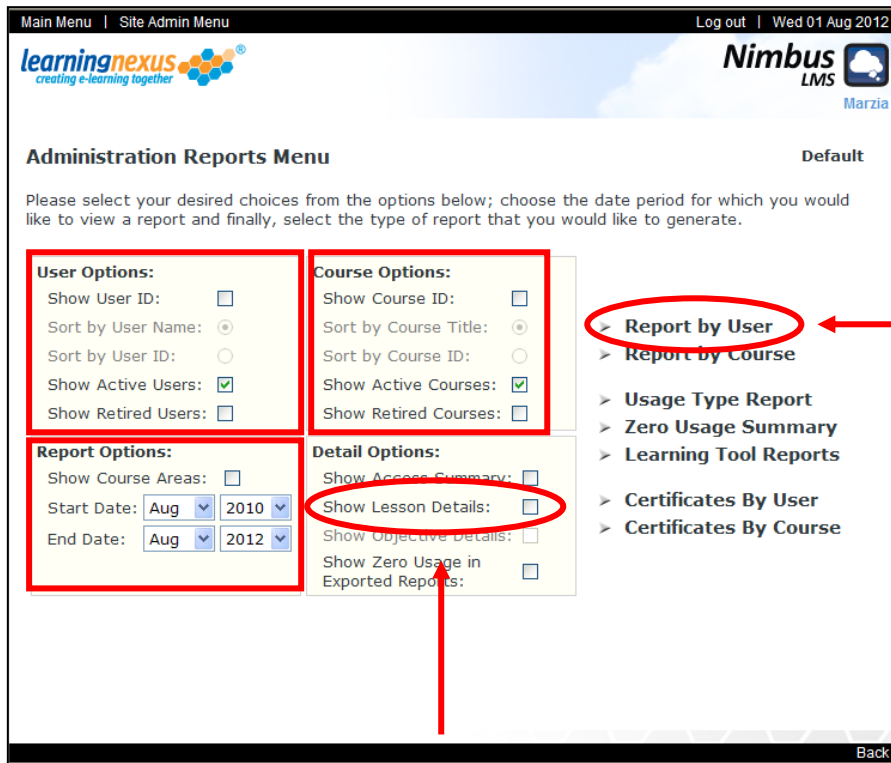 Main Menu | Site Admin Menu
Log out | Wed 01 Aug 2012
learningnexus®
creating e-learning together
Nimbus
LMS
Marzia
Administration Reports Menu
Default
Please select your desired choices from the options below; choose the date period for which you would
like to view a report and finally, select the type of report that you would like to generate.
User Options:
Show User ID:
Sort by User Name:
Sort by User ID:
Show Active Users:
Show Retired Users:
Course Options:
Show Course ID:
Sort by Course Title:
Sort by Course ID:
Show Active Courses:
Show Retired Courses:
Report Options:
Show Course Areas:
Start Date: Aug 2010
End Date: Aug 2012
Detail Options:
Show Access Summary:
Show Lesson Details:
Show Objective Details:
Show Zero Usage in
Exported Reports:
Report by User
Report by Course
Usage Type Report
Zero Usage Summary
Learning Tool Reports
Certificates By User
Certificates By Course
Back